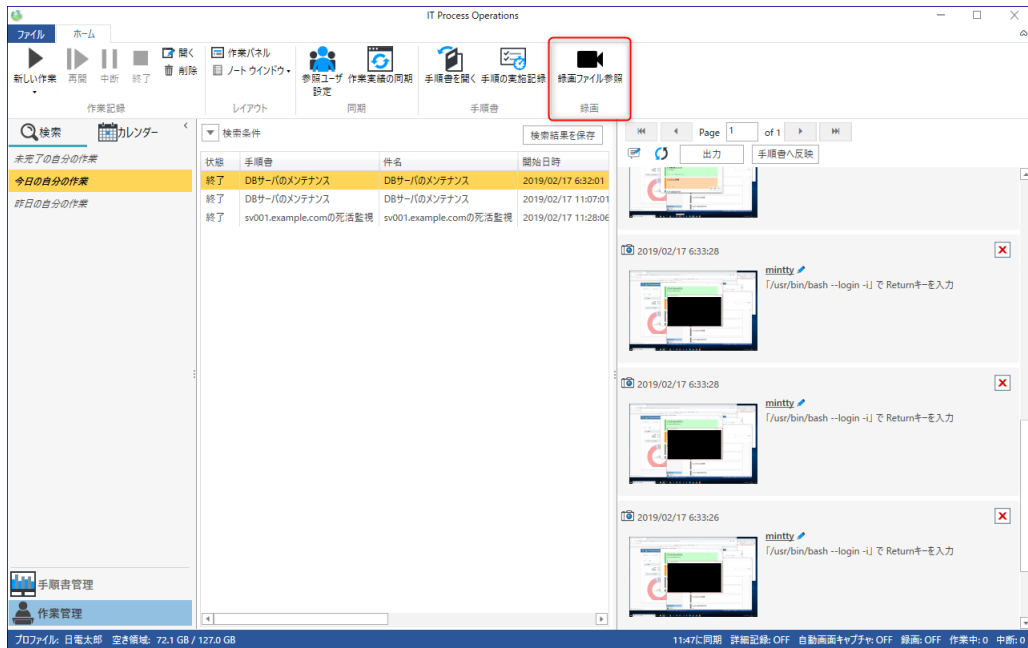 IT Process Operations
ファイル ホーム
新しい作業 再開 中断 終了 開く 削除
作業記録
作業パネル
ノート ウインドウ
レイアウト
参照ユーザ設定 作業実績の同期
同期
手順書を開く 手順の実施記録
手順書
録画ファイル参照
録画
検索 カレンダー
未完了の自分の作業
今日の自分の作業
昨日の自分の作業
手順書管理
作業管理
検索条件 検索結果を保存
状態 手順書 件名 開始日時
終了 DBサーバのメンテナンス DBサーバのメンテナンス 2019/02/17 6:32:01
終了 DBサーバのメンテナンス DBサーバのメンテナンス 2019/02/17 11:07:01
終了 sv001.example.comの死活監視 sv001.example.comの死活監視 2019/02/17 11:28:06
Page 1 of 1
出力 手順書へ反映
2019/02/17 6:33:28
mintty
「/usr/bin/bash --login -i」で Returnキーを入力
2019/02/17 6:33:28
mintty
「/usr/bin/bash --login -i」で Returnキーを入力
2019/02/17 6:33:26
mintty
「/usr/bin/bash --login -i」で Returnキーを入力
プロファイル: 日電太郎 空き領域: 72.1 GB / 127.0 GB 11:47に同期 詳細記録: OFF 自動画面キャプチャ: OFF 録画: OFF 作業中: 0 中断: 0